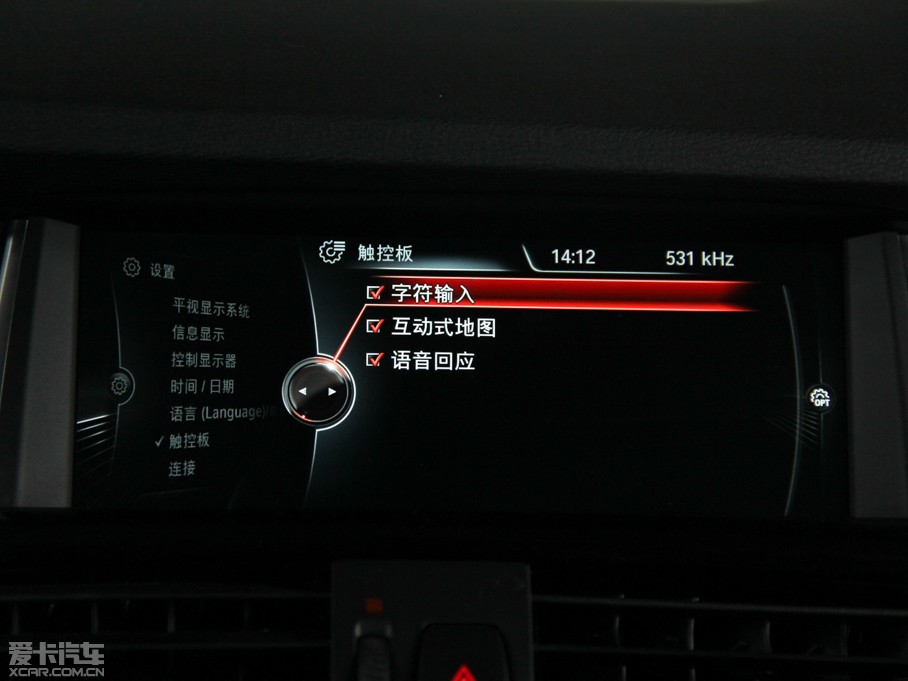 设置
平视显示系统
信息显示
控制显示器
时间 / 日期
语言 (Language)/
✓ 触控板
连接
触控板
14:12
531 kHz
字符输入
互动式地图
语音回应
OPT
爱卡汽车
XCAR.COM.CN